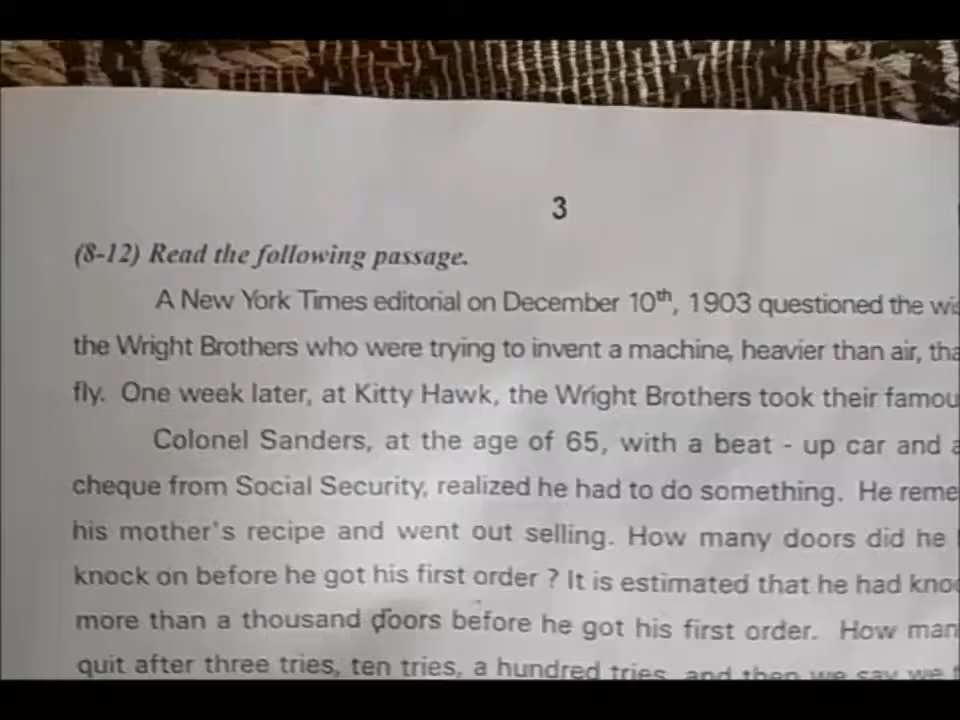 3
(8-12) Read the following passage.
A New York Times editorial on December 10th, 1903 questioned the
the Wright Brothers who were trying to invent a machine, heavier than air,
fly. One week later, at Kitty Hawk, the Wright Brothers took their
Colonel Sanders, at the age of 65, with a beat - up car and
cheque from Social Security, realized he had to do something. He
his mother's recipe and went out selling. How many doors did he
knock on before he got his first order ? It is estimated that he had
more than a thousand doors before he got his first order. How
quit after three tries, ten tries, a hundred tries, and then we say we